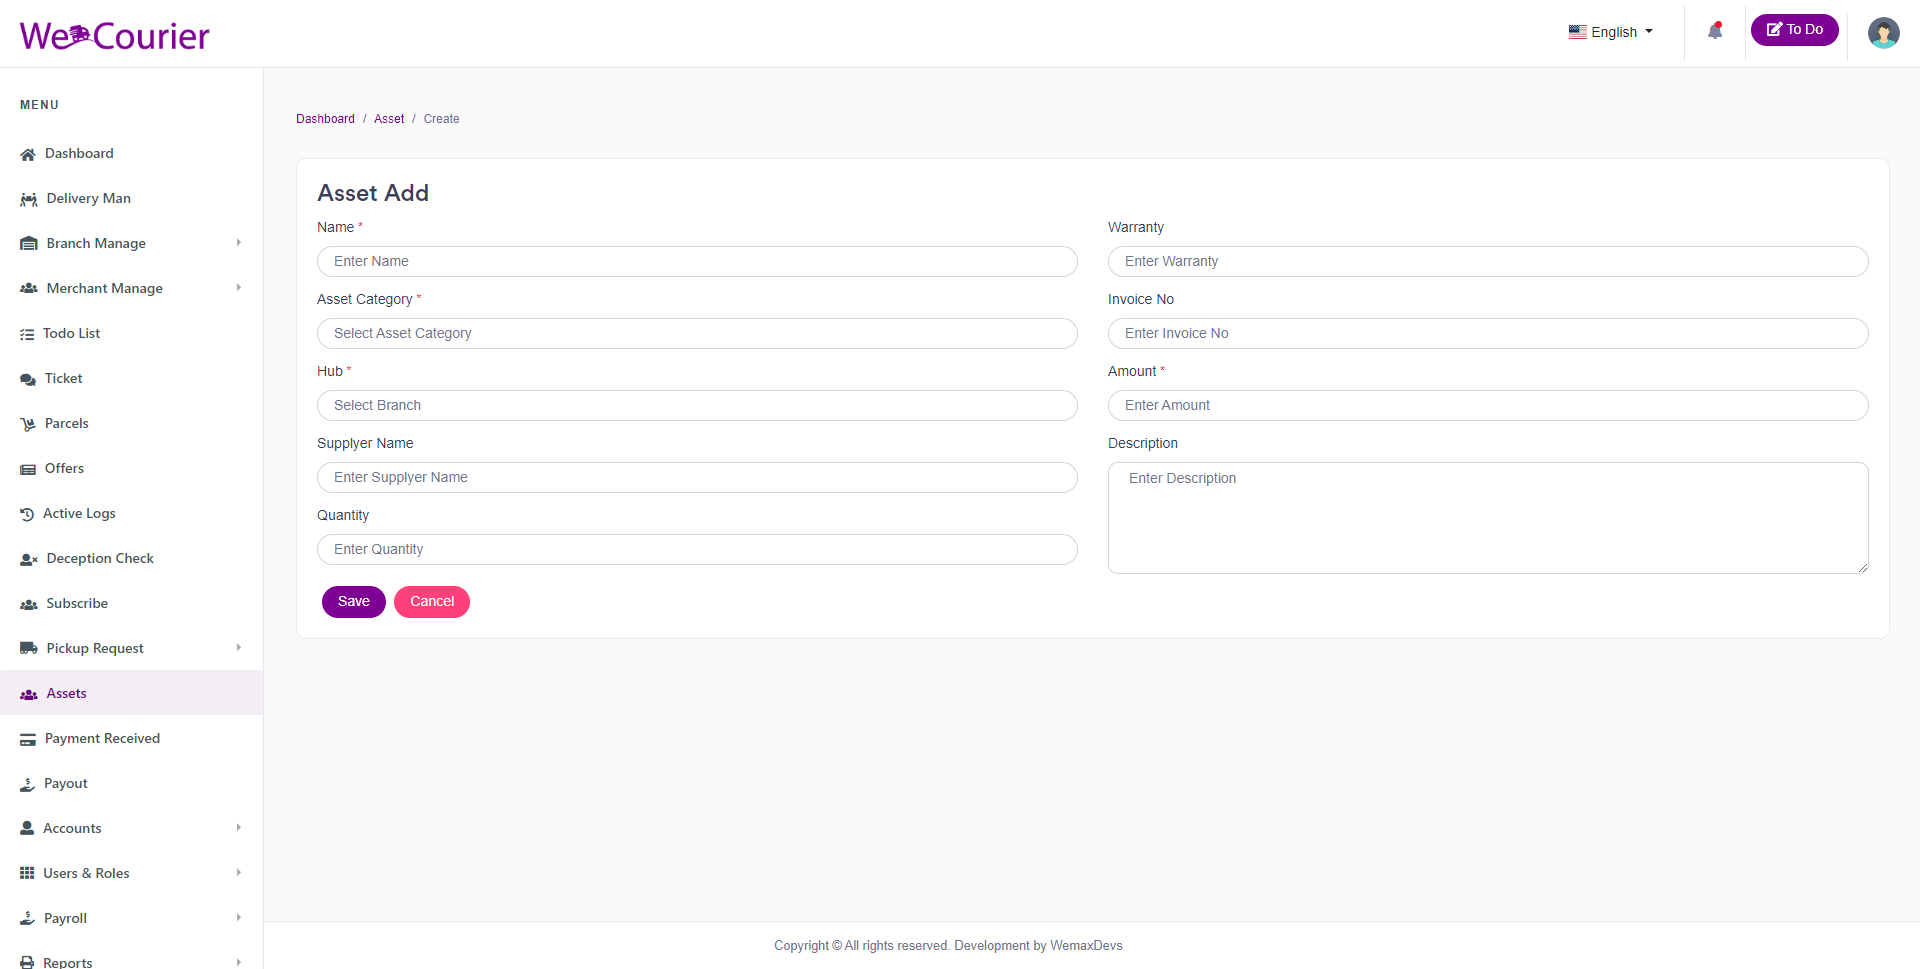 We Courier
English
To Do
MENU
Dashboard
Delivery Man
Branch Manage
Merchant Manage
Todo List
Ticket
Parcels
Offers
Active Logs
Deception Check
Subscribe
Pickup Request
Assets
Payment Received
Payout
Accounts
Users & Roles
Payroll
Reports
Dashboard / Asset / Create
Asset Add
Name *
Enter Name
Asset Category *
Select Asset Category
Hub *
Select Branch
Supplyer Name
Enter Supplyer Name
Quantity
Enter Quantity
Warranty
Enter Warranty
Invoice No
Enter Invoice No
Amount *
Enter Amount
Description
Enter Description
Save
Cancel
Copyright © All rights reserved. Development by WemaxDevs